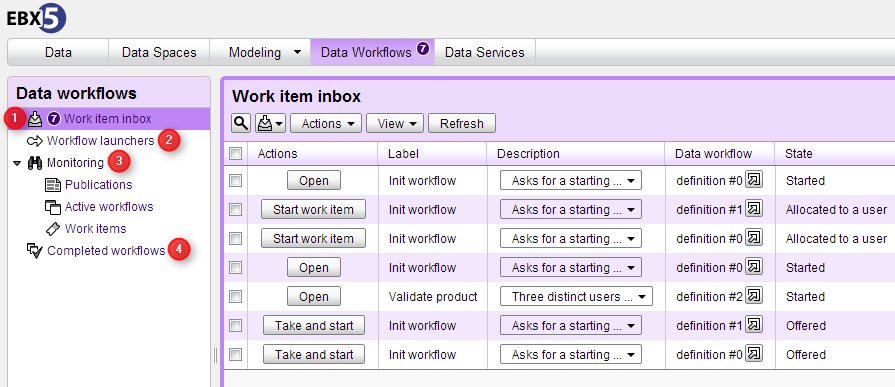 EBX5
Data Data Spaces Modeling Data Workflows 7 Data Services
Data workflows
1 7 Work item inbox
Workflow launchers 2
Monitoring 3
Publications
Active workflows
Work items
Completed workflows 4
Work item inbox
Actions View Refresh
Actions Label Description Data workflow State
Open Init workflow Asks for a starting ... definition #0 Started
Start work item Init workflow Asks for a starting ... definition #1 Allocated to a user
Start work item Init workflow Asks for a starting ... definition #0 Allocated to a user
Open Init workflow Asks for a starting ... definition #0 Started
Open Validate product Three distinct users ... definition #2 Started
Take and start Init workflow Asks for a starting ... definition #1 Offered
Take and start Init workflow Asks for a starting ... definition #0 Offered